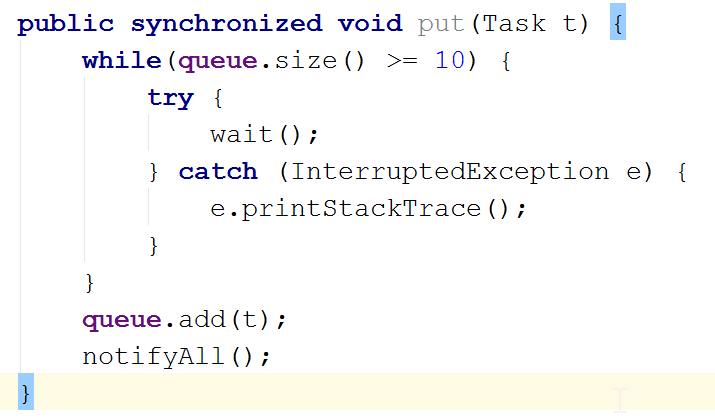 public synchronized void put(Task t) {
    while(queue.size() >= 10) {
        try {
            wait();
        } catch (InterruptedException e) {
            e.printStackTrace();
        }
    }
    queue.add(t);
    notifyAll();
}